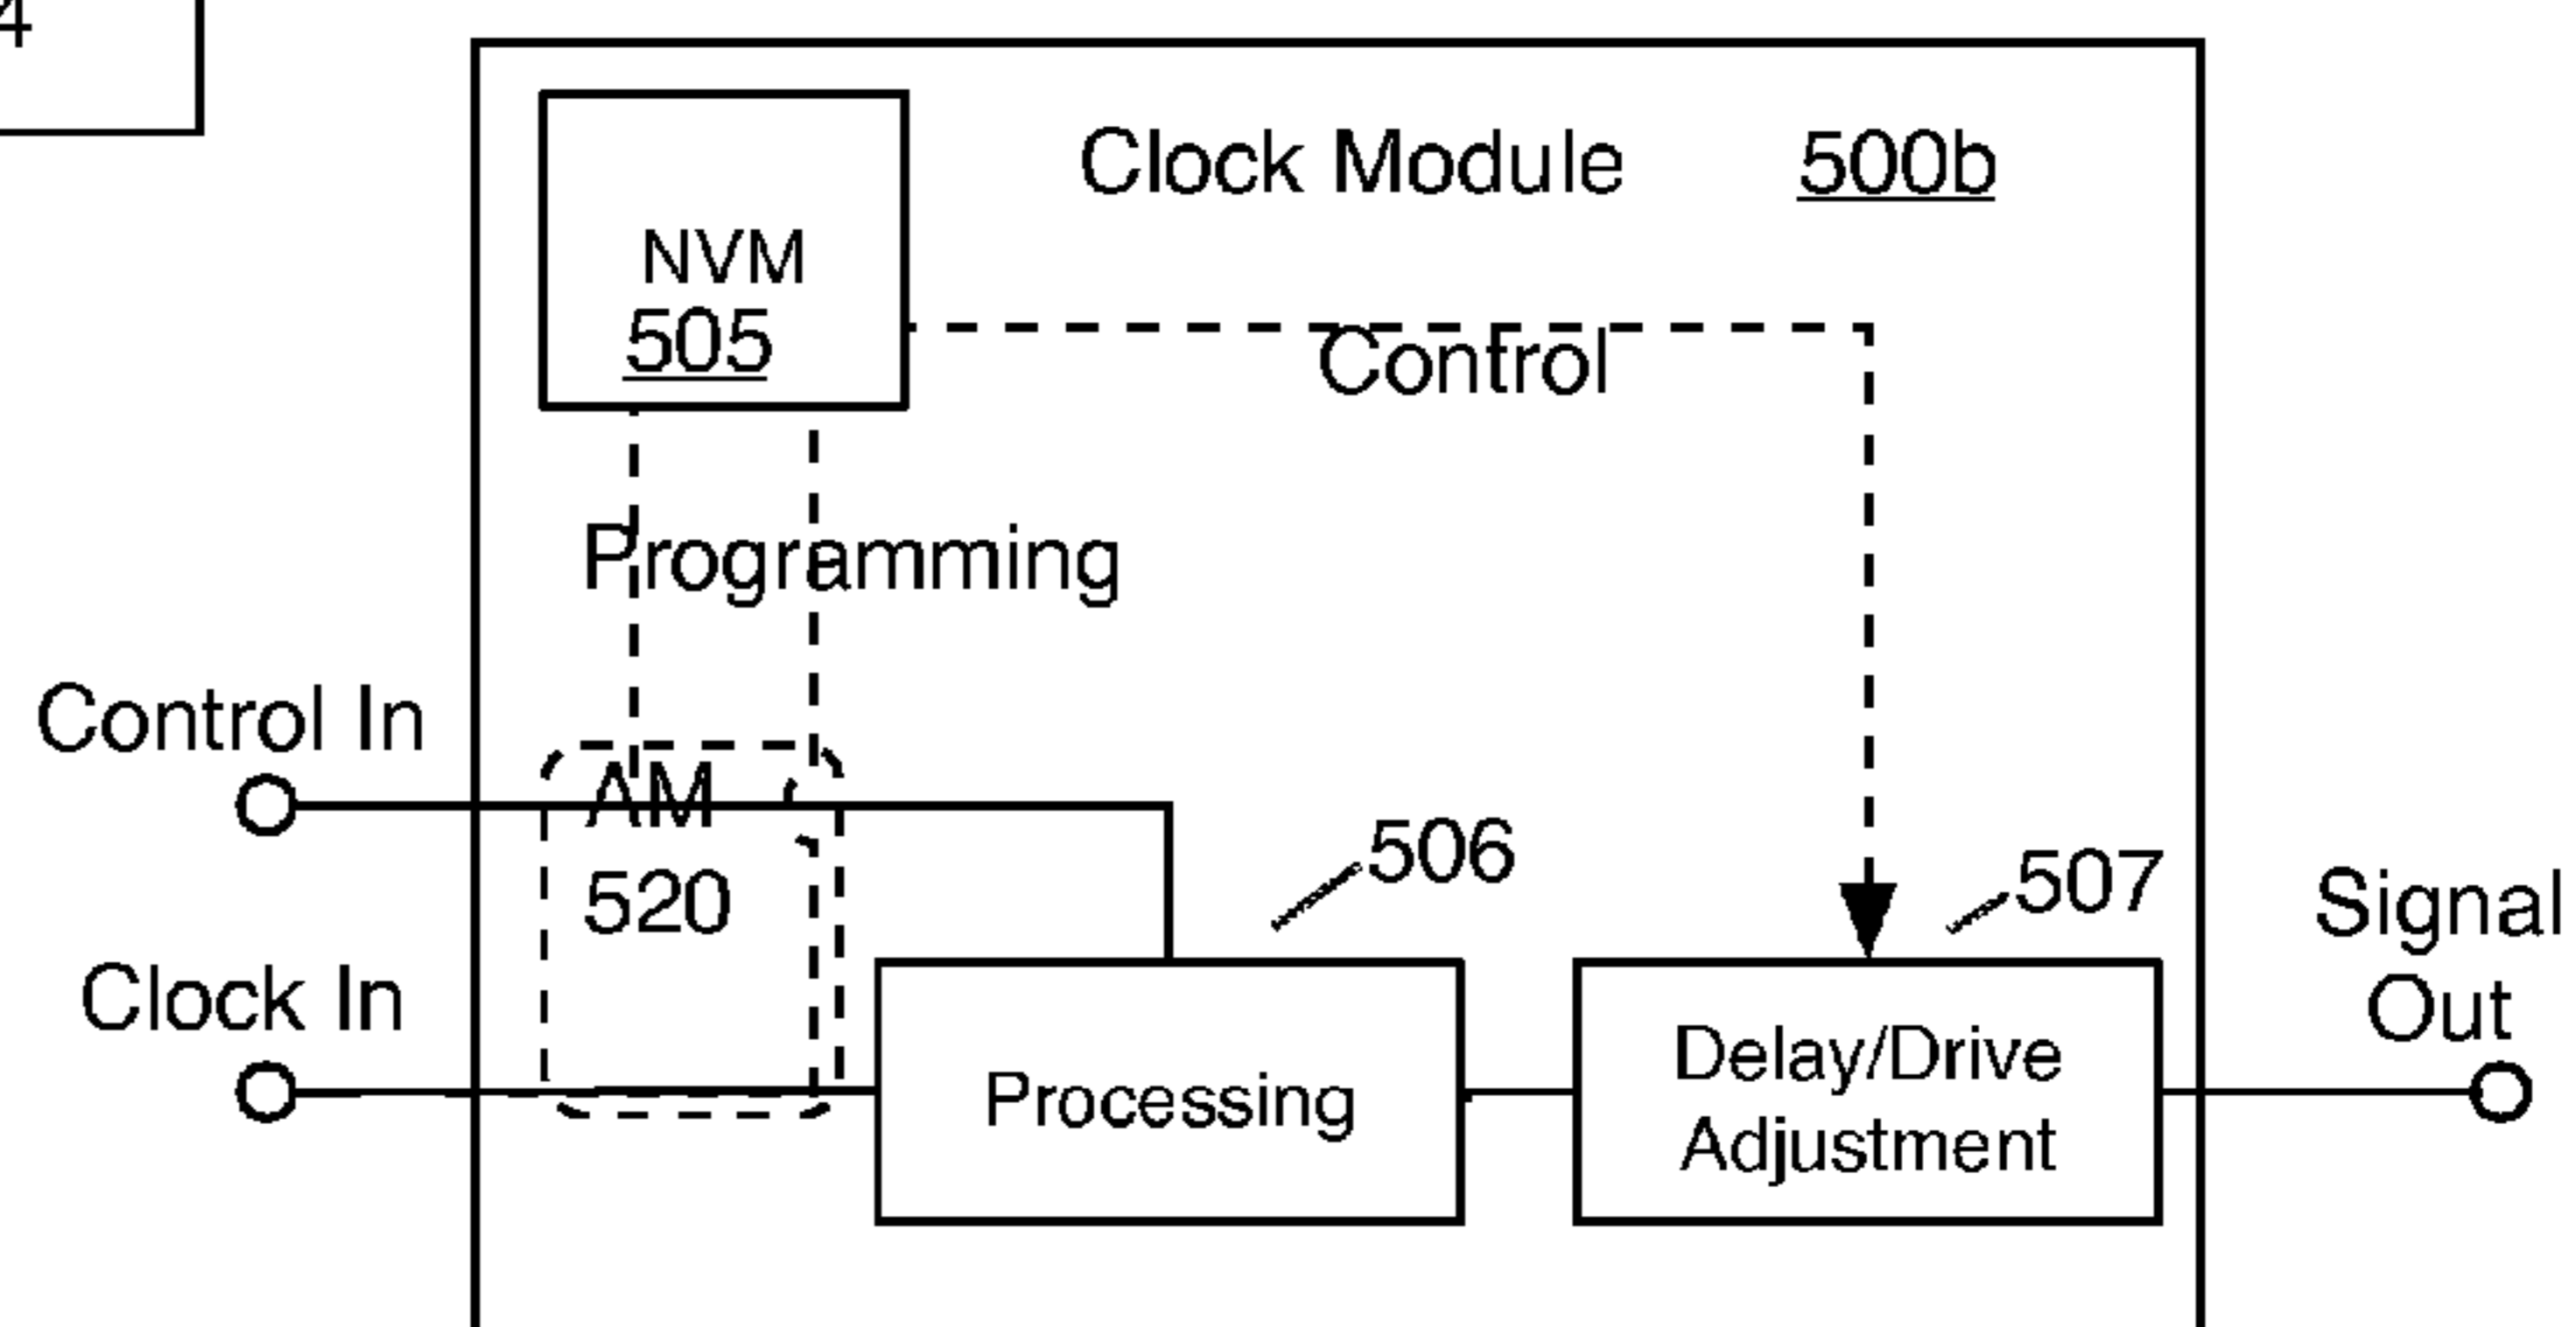 4
Clock Module 500b
NVM
505
Control
Programming
Control In
AM
520
506
507
Signal
Out
Clock In
Processing
Delay/Drive
Adjustment